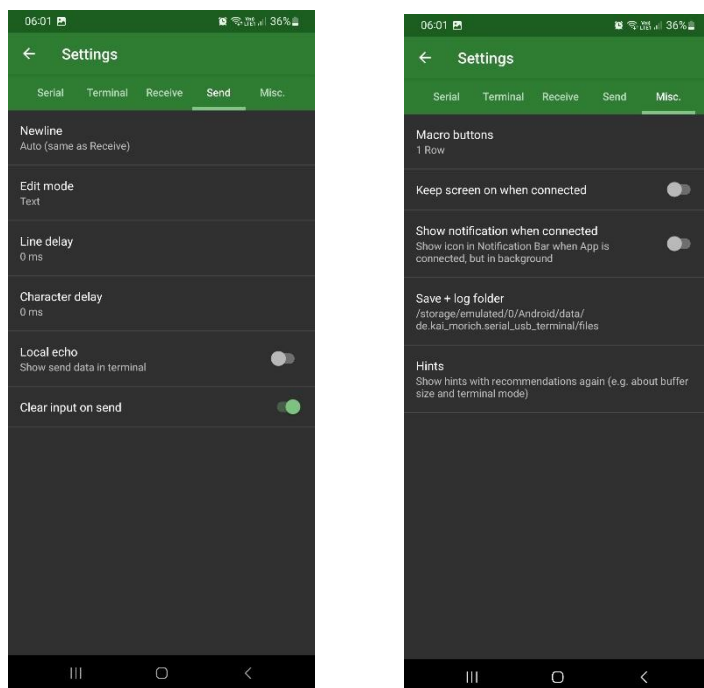 06:01
36%
Settings
Serial Terminal Receive Send Misc.
Newline
Auto (same as Receive)
Edit mode
Text
Line delay
0 ms
Character delay
0 ms
Local echo
Show send data in terminal
Clear input on send
06:01
36%
Settings
Serial Terminal Receive Send Misc.
Macro buttons
1 Row
Keep screen on when connected
Show notification when connected
Show icon in Notification Bar when App is
connected, but in background
Save + log folder
/storage/emulated/0/Android/data/
de.kai_morich.serial_usb_terminal/files
Hints
Show hints with recommendations again (e.g. about buffer
size and terminal mode)